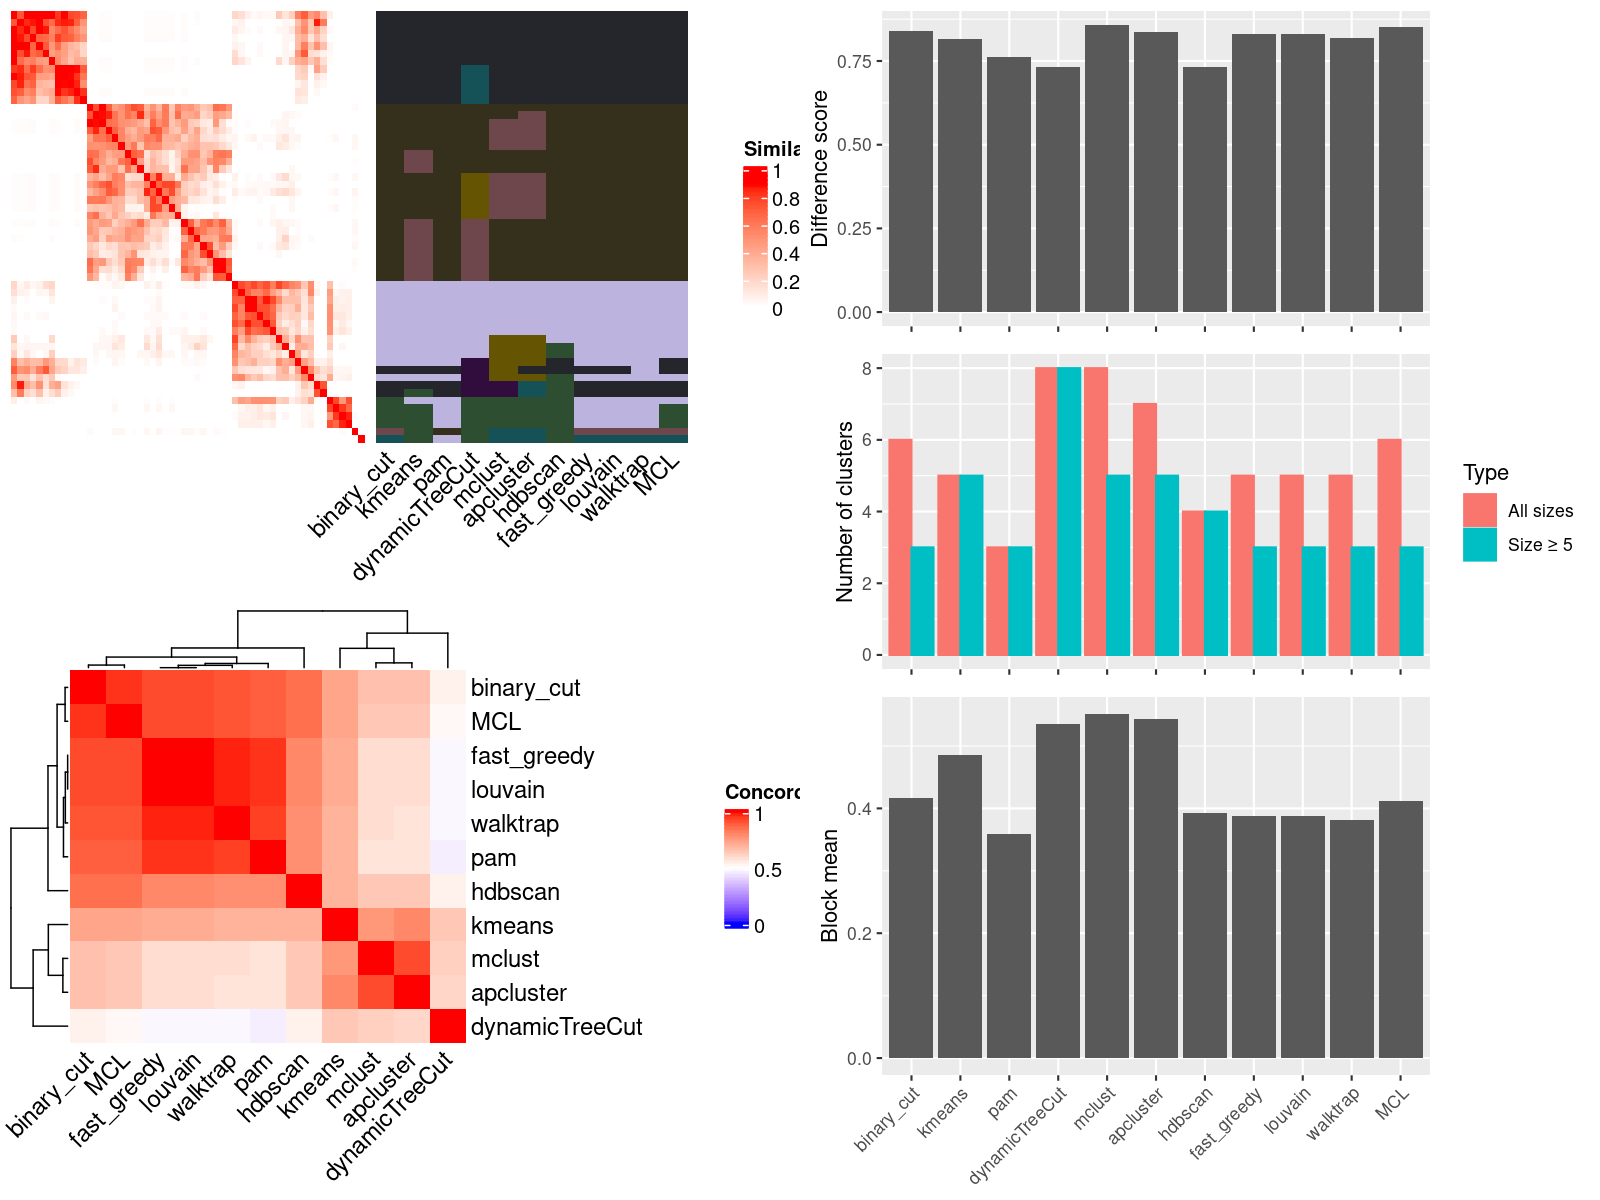 Simila
1
0.8
0.6
0.4
0.2
0
binary_cut
kmeans
pam
dynamicTreeCut
mclust
apcluster
hdbscan
fast_greedy
louvain
walktrap
MCL
binary_cut
MCL
fast_greedy
louvain
walktrap
pam
hdbscan
kmeans
mclust
apcluster
dynamicTreeCut
binary_cut
MCL
fast_greedy
louvain
walktrap
pam
hdbscan
kmeans
mclust
apcluster
dynamicTreeCut
Concord
1
0.5
0
Difference score
0.75
0.50
0.25
0.00
Number of clusters
8
6
4
2
0
Type
All sizes
Size ≥ 5
Block mean
0.4
0.2
0.0
binary_cut
kmeans
pam
dynamicTreeCut
mclust
apcluster
hdbscan
fast_greedy
louvain
walktrap
MCL